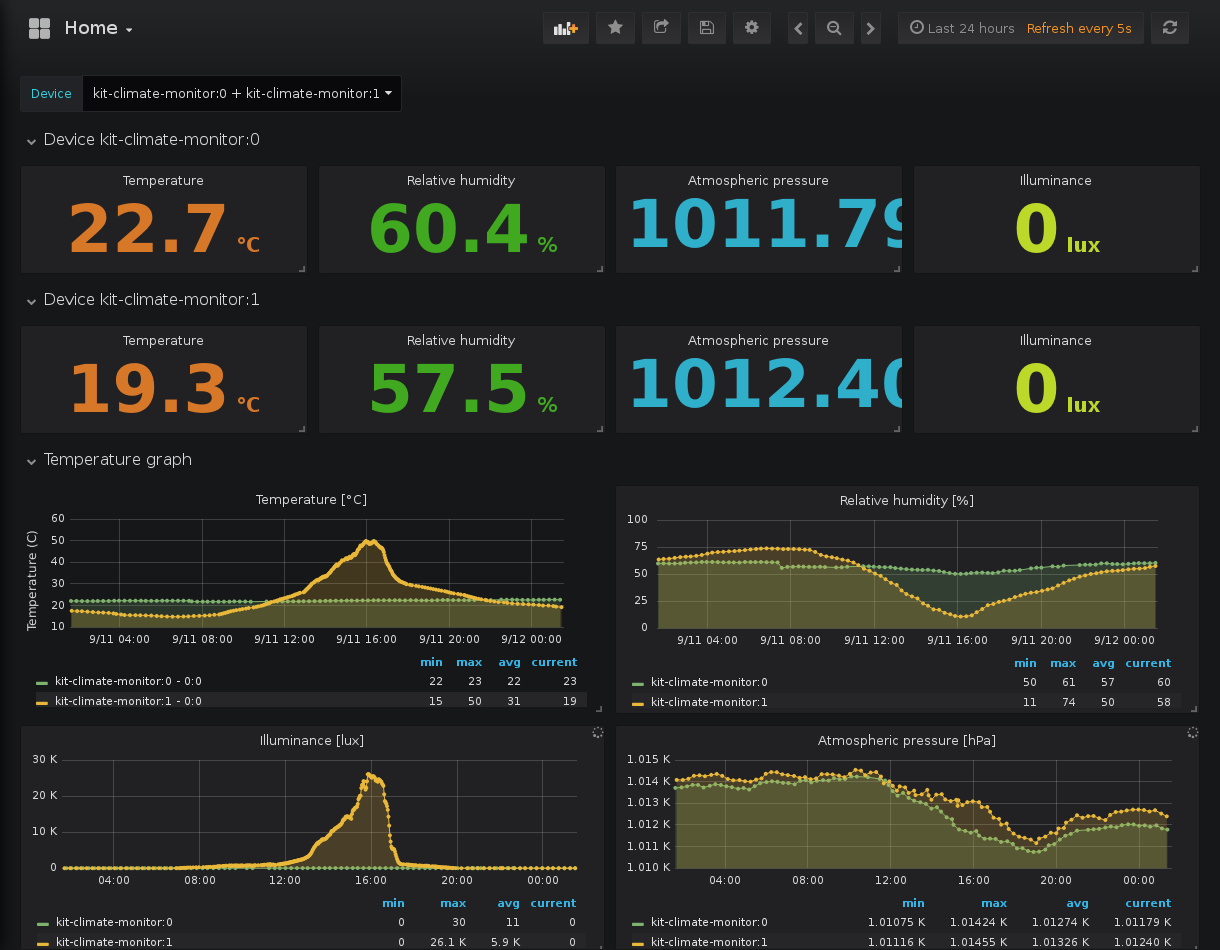 Home
Last 24 hours Refresh every 5s
Device kit-climate-monitor:0 + kit-climate-monitor:1
Device kit-climate-monitor:0
Temperature Relative humidity Atmospheric pressure Illuminance
22.7 °C 60.4 % 1011.79 0 lux
Device kit-climate-monitor:1
Temperature Relative humidity Atmospheric pressure Illuminance
19.3 °C 57.5 % 1012.40 0 lux
Temperature graph
Temperature [°C]
Temperature (C)
60
50
40
30
20
10
9/11 04:00 9/11 08:00 9/11 12:00 9/11 16:00 9/11 20:00 9/12 00:00
min max avg current
kit-climate-monitor:0 - 0:0 22 23 22 23
kit-climate-monitor:1 - 0:0 15 50 31 19
Relative humidity [%]
100
75
50
25
0
9/11 04:00 9/11 08:00 9/11 12:00 9/11 16:00 9/11 20:00 9/12 00:00
min max avg current
kit-climate-monitor:0 50 61 57 60
kit-climate-monitor:1 11 74 50 58
Illuminance [lux]
30 K
20 K
10 K
0
04:00 08:00 12:00 16:00 20:00 00:00
min max avg current
kit-climate-monitor:0 0 30 11 0
kit-climate-monitor:1 0 26.1 K 5.9 K 0
Atmospheric pressure [hPa]
1.015 K
1.014 K
1.013 K
1.012 K
1.011 K
1.010 K
04:00 08:00 12:00 16:00 20:00 00:00
min max avg current
kit-climate-monitor:0 1.01075 K 1.01424 K 1.01274 K 1.01179 K
kit-climate-monitor:1 1.01116 K 1.01455 K 1.01326 K 1.01240 K